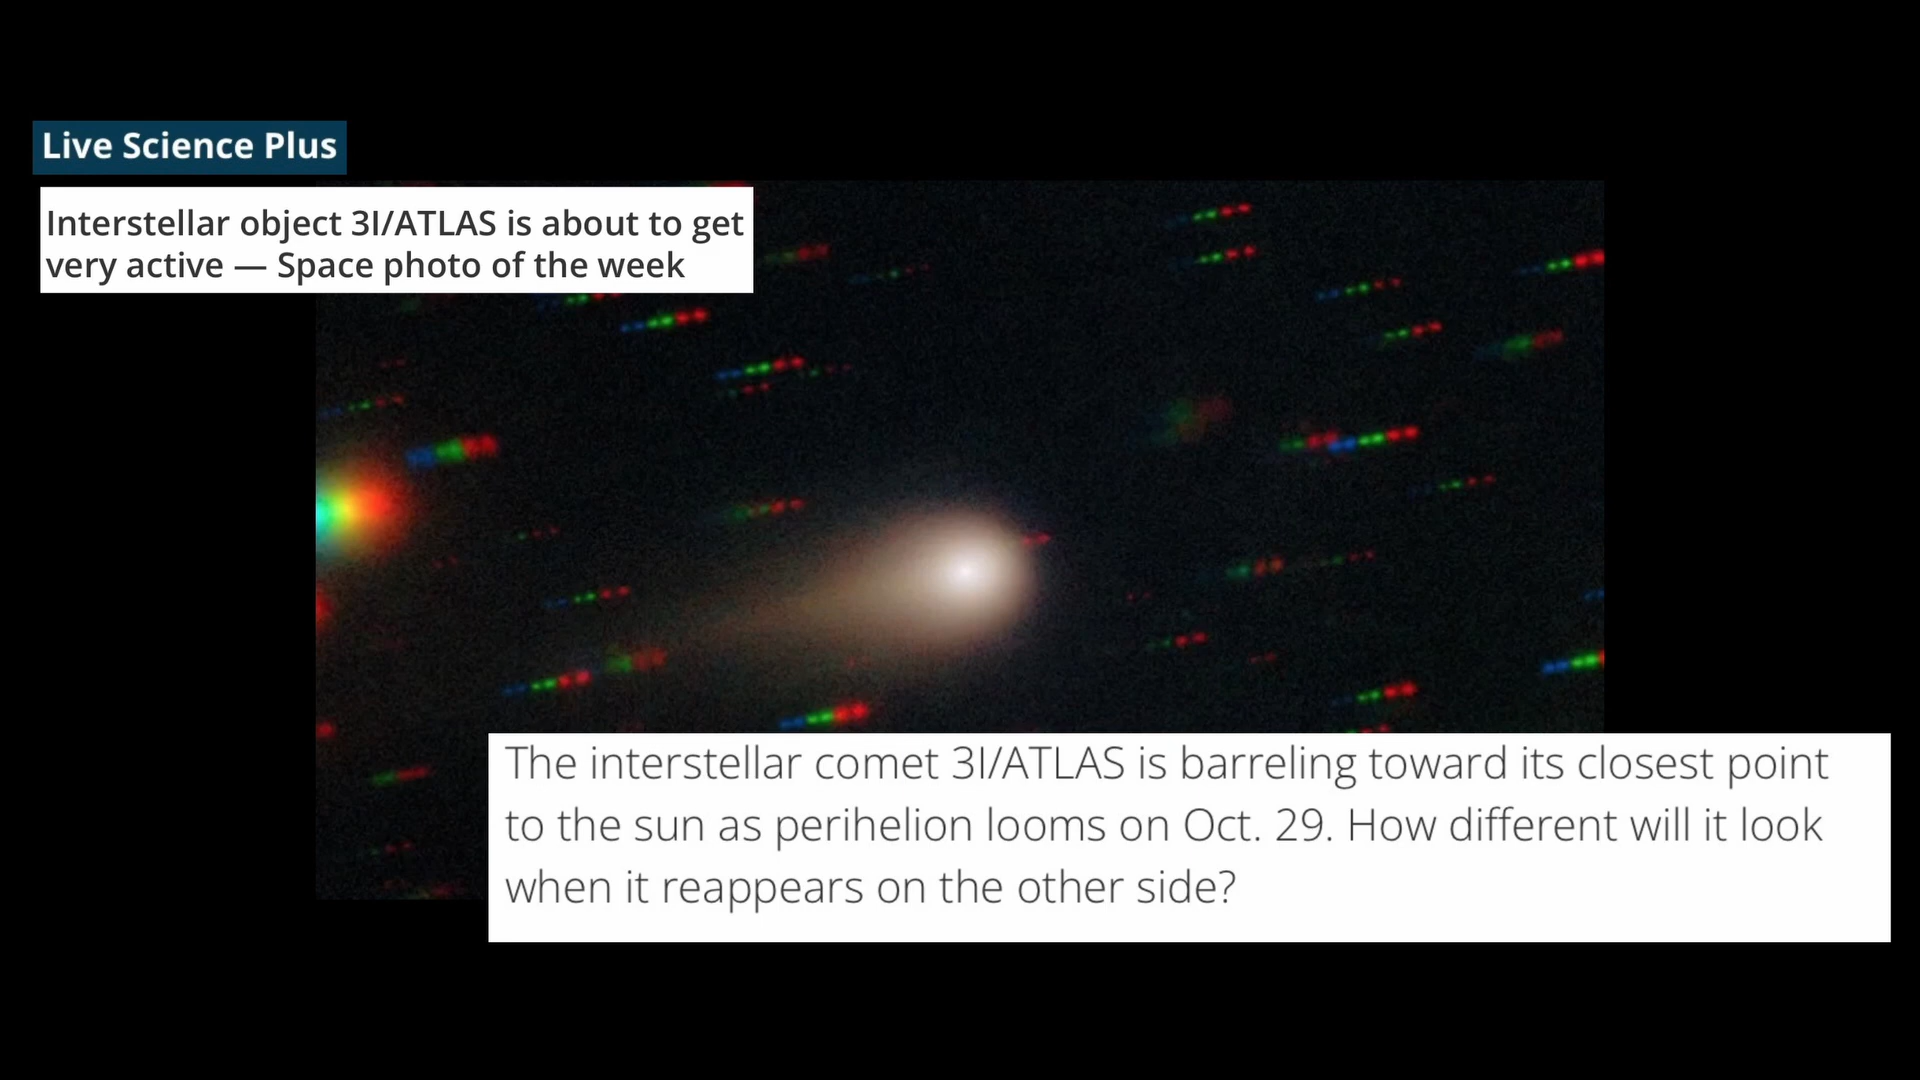 Live Science Plus
Interstellar object 3I/ATLAS is about to get
very active — Space photo of the week
The interstellar comet 3I/ATLAS is barreling toward its closest point
to the sun as perihelion looms on Oct. 29. How different will it look
when it reappears on the other side?